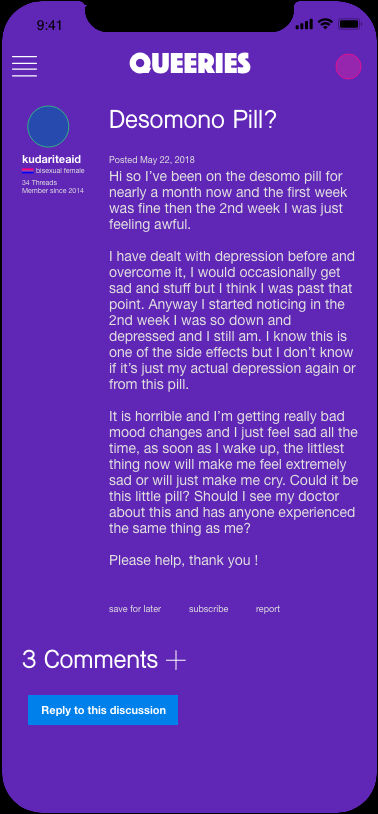 9:41
QUEERIES
Desomono Pill?
kudariteaid
bisexual female
34 Threads
Member since 2014
Posted May 22, 2018
Hi so I’ve been on the desomo pill for
nearly a month now and the first week
was fine then the 2nd week I was just
feeling awful.
I have dealt with depression before and
overcome it, I would occasionally get
sad and stuff but I think I was past that
point. Anyway I started noticing in the
2nd week I was so down and
depressed and I still am. I know this is
one of the side effects but I don’t know
if it’s just my actual depression again or
from this pill.
It is horrible and I’m getting really bad
mood changes and I just feel sad all the
time, as soon as I wake up, the littlest
thing now will make me feel extremely
sad or will just make me cry. Could it be
this little pill? Should I see my doctor
about this and has anyone experienced
the same thing as me?
Please help, thank you !
save for later subscribe report
3 Comments +
Reply to this discussion